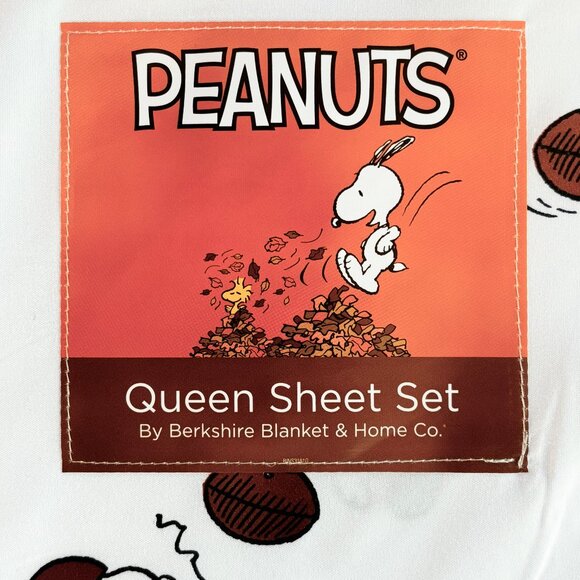 PEANUTS®
Queen Sheet Set
By Berkshire Blanket & Home Co.